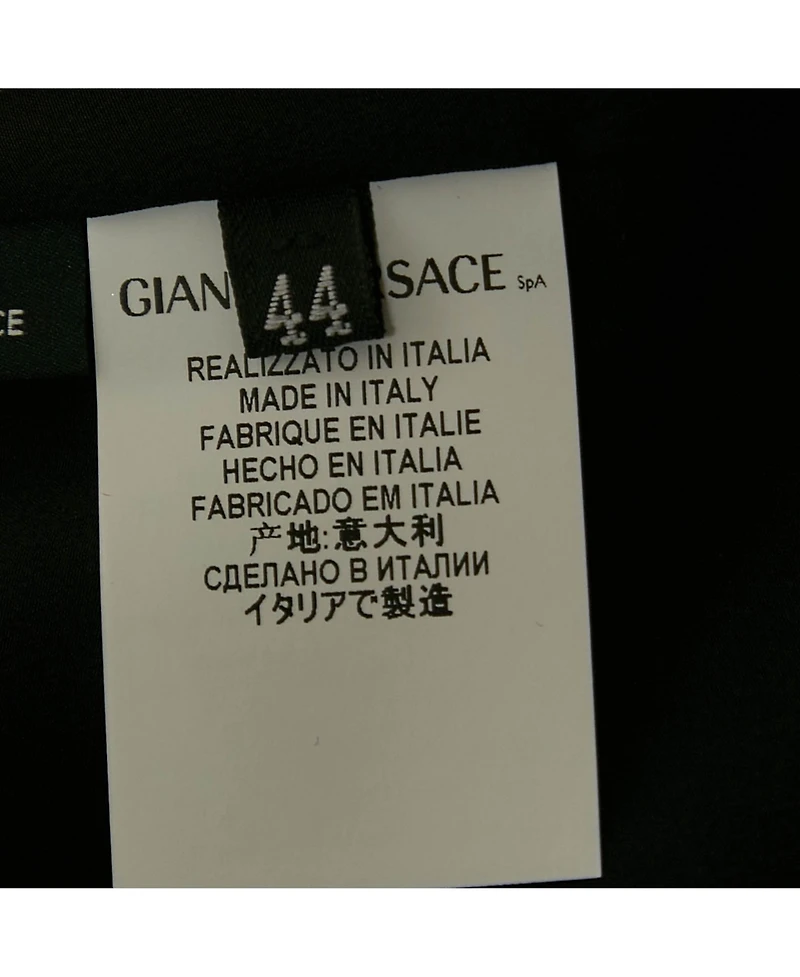 GIAN SACE SpA
44
CE
REALIZZATO IN ITALIA
MADE IN ITALY
FABRIQUE EN ITALIE
HECHO EN ITALIA
FABRICADO EM ITALIA
产地:意大利
СДЕЛАНО В ИТАЛИИ
イタリアで製造